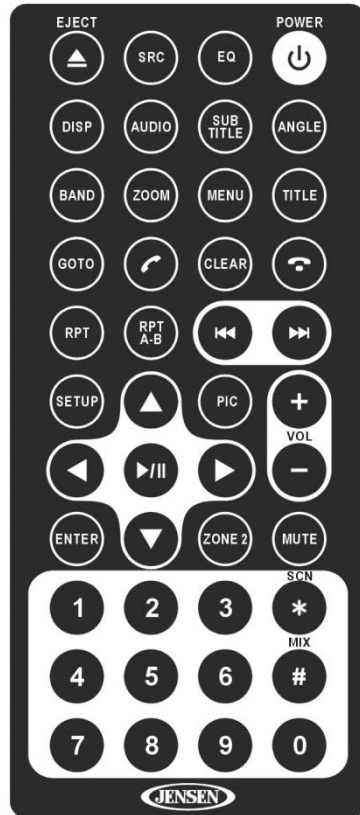 EJECT POWER
SRC EQ
DISP AUDIO SUB TITLE ANGLE
BAND ZOOM MENU TITLE
GOTO CLEAR
RPT RPT A-B
SETUP PIC +
VOL
−
ENTER ZONE 2 MUTE
SCN
1 2 3 *
MIX
4 5 6 #
7 8 9 0
JENSEN